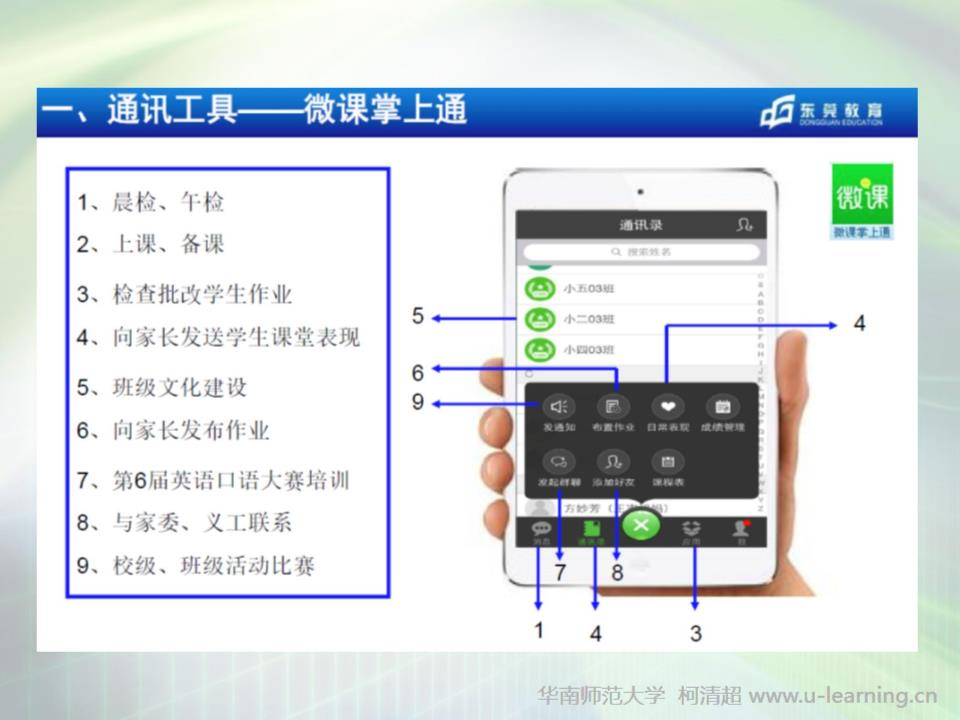 一、通讯工具——微课掌上通
东莞教育
DONGGUAN EDUCATION
1、晨检、午检
2、上课、备课
3、检查批改学生作业
4、向家长发送学生课堂表现
5、班级文化建设
6、向家长发布作业
7、第6届英语口语大赛培训
8、与家委、义工联系
9、校级、班级活动比赛
微课
微课掌上通
通讯录
搜索姓名
小五03班
小二03班
小四03班
C
发通知 布置作业 日常表现 成绩管理
发起群聊 添加好友 课程表
方妙芳
消息 通讯录 应用 我
5
6
9
4
7
8
1
4
3
华南师范大学 柯清超 www.u-learning.cn